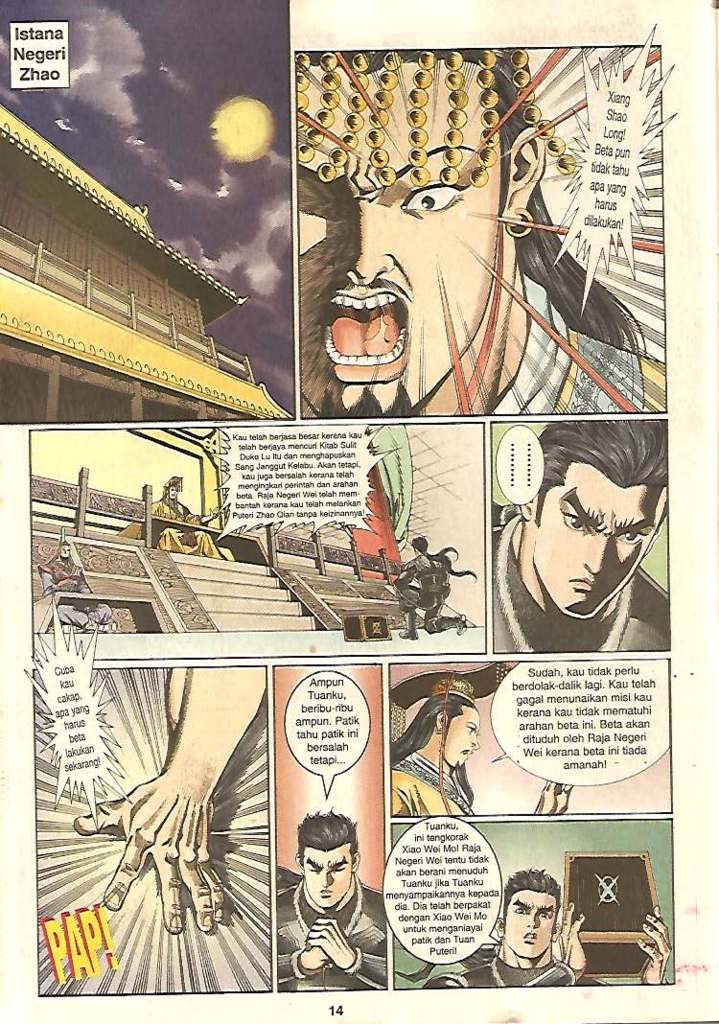 Istana
Negeri
Zhao
Xiang
Shao
Long!
Beta pun
tidak tahu
apa yang
harus
dilakukan!
Kau telah berjasa besar kerana kau
telah berjaya mencuri Kitab Sulit
Duke Lu Itu dan menghapuskan
Sang Janggut Kelabu. Akan tetapi,
kau juga bersalah kerana telah
mengingkari perintah dan arahan
beta. Raja Negeri Wei telah mem-
bantah kerana kau telah melarikan
Puteri Zhao Qian tanpa keizinannya!
Cuba
kau
cakap,
apa yang
harus
beta
lakukan
sekarang!
PAP!
Ampun
Tuanku,
beribu-ribu
ampun. Patik
tahu patik ini
bersalah
tetapi...
Sudah, kau tidak perlu
berdolak-dalik lagi. Kau telah
gagal menunaikan misi kau
kerana kau tidak mematuhi
arahan beta ini. Beta akan
dituduh oleh Raja Negeri
Wei kerana beta ini tiada
amanah!
Tuanku,
ini tengkorak
Xiao Wei Mo! Raja
Negeri Wei tentu tidak
akan berani menuduh
Tuanku jika Tuanku
menyampaikannya kepada
dia. Dia telah berpakat
dengan Xiao Wei Mo
untuk menganiayai
patik dan Tuan
Puteri!
14